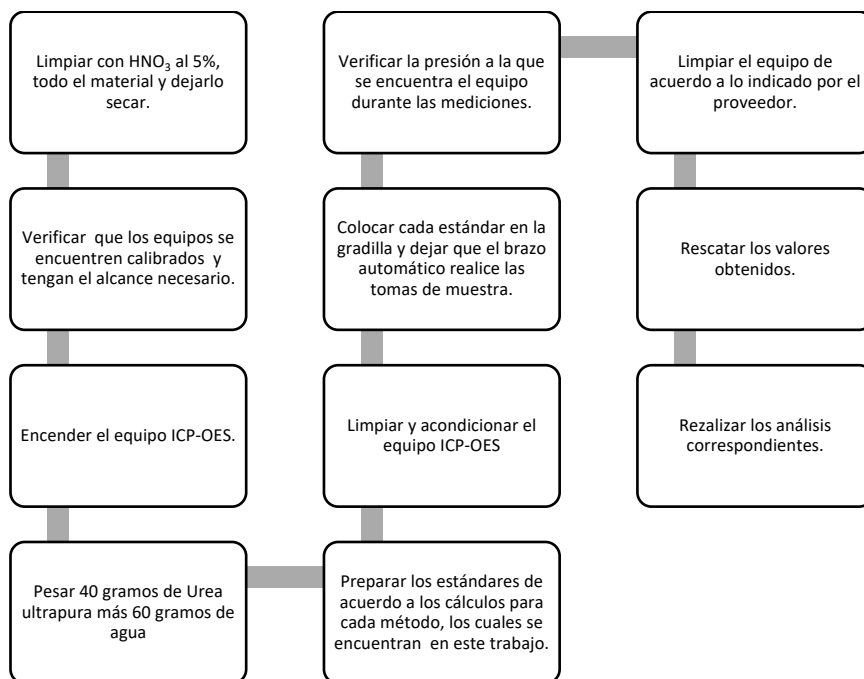 Limpiar con HNO₃ al 5%,
todo el material y dejarlo
secar.
Verificar que los equipos se
encuentren calibrados y
tengan el alcance necesario.
Encender el equipo ICP-OES.
Pesar 40 gramos de Urea
ultrapura más 60 gramos de
agua
Preparar los estándares de
acuerdo a los cálculos para
cada método, los cuales se
encuentran en este trabajo.
Limpiar y acondicionar el
equipo ICP-OES
Colocar cada estándar en la
gradilla y dejar que el brazo
automático realice las
tomas de muestra.
Verificar la presión a la que
se encuentra el equipo
durante las mediciones.
Limpiar el equipo de
acuerdo a lo indicado por el
proveedor.
Rescatar los valores
obtenidos.
Rezalizar los análisis
correspondientes.